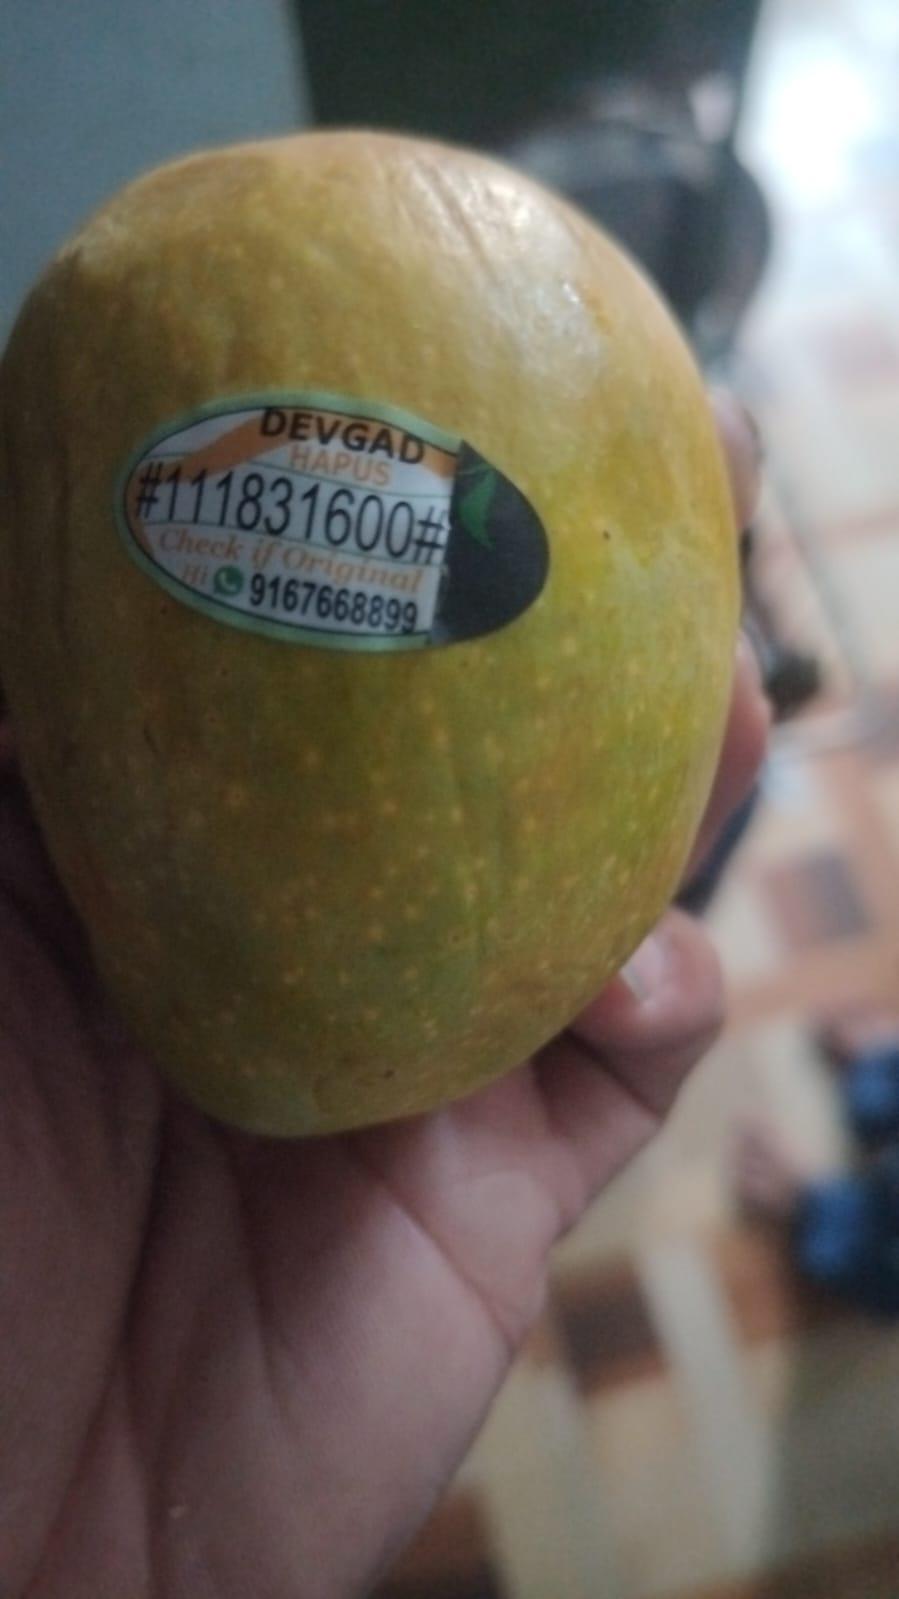 DEVGAD
HAPUS
#111831600#
Check if Original
Hi 9167668899